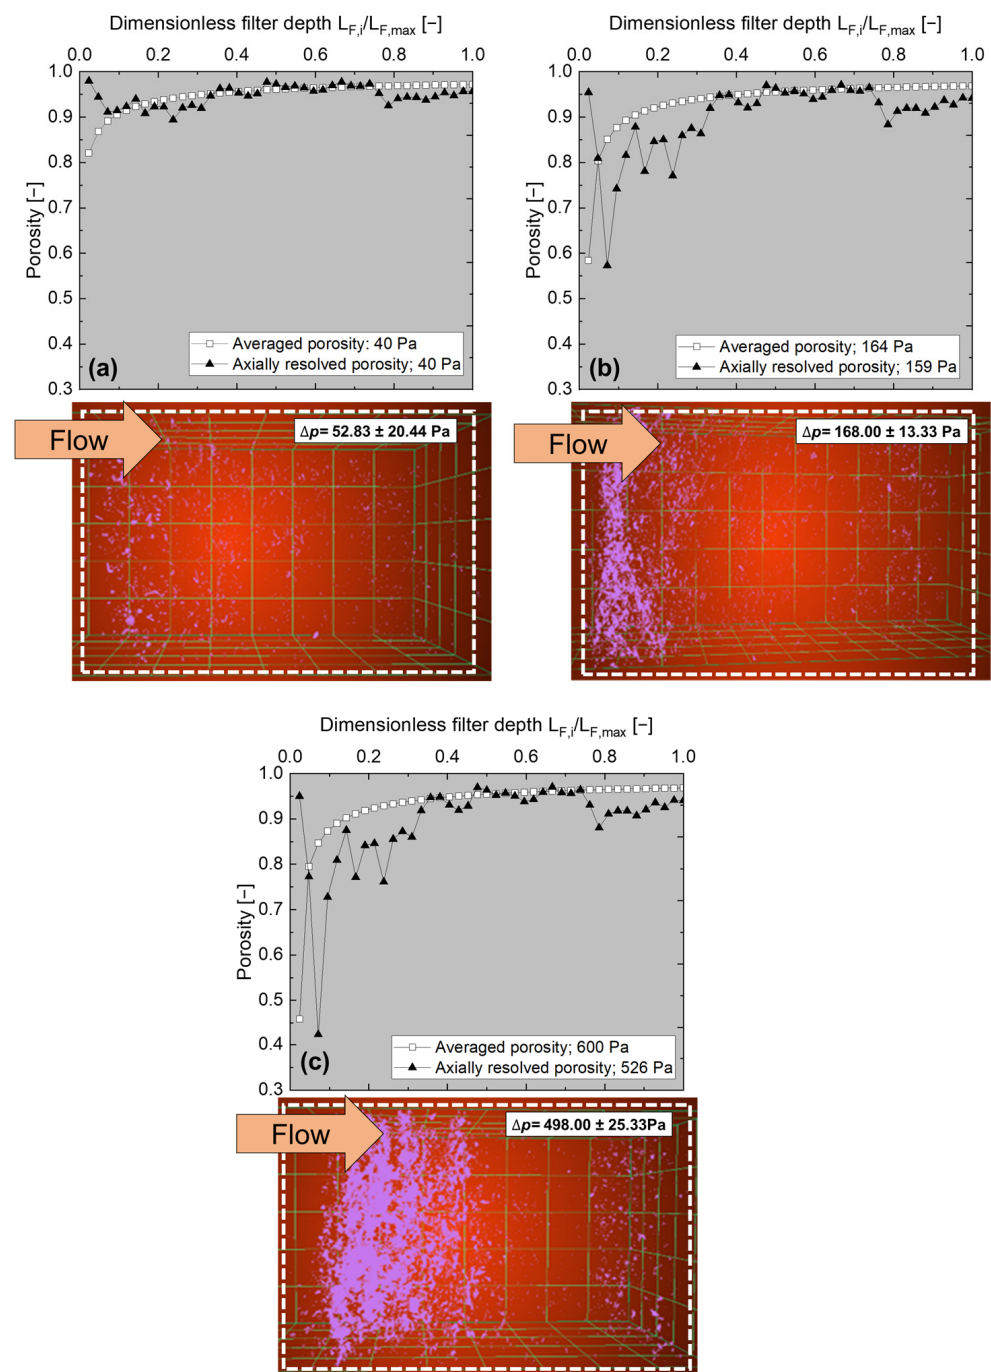 Dimensionless filter depth L_F,i/L_F,max [−]
0.0 0.2 0.4 0.6 0.8 1.0
1.0
0.9
0.8
0.7
0.6
0.5
0.4
0.3
Porosity [−]
Averaged porosity: 40 Pa
Axially resolved porosity; 40 Pa
(a)
Flow
Δp= 52.83 ± 20.44 Pa
Dimensionless filter depth L_F,i/L_F,max [−]
0.0 0.2 0.4 0.6 0.8 1.0
1.0
0.9
0.8
0.7
0.6
0.5
0.4
0.3
Porosity [−]
Averaged porosity; 164 Pa
Axially resolved porosity; 159 Pa
(b)
Flow
Δp= 168.00 ± 13.33 Pa
Dimensionless filter depth L_F,i/L_F,max [−]
0.0 0.2 0.4 0.6 0.8 1.0
1.0
0.9
0.8
0.7
0.6
0.5
0.4
0.3
Porosity [−]
Averaged porosity; 600 Pa
Axially resolved porosity; 526 Pa
(c)
Flow
Δp= 498.00 ± 25.33Pa